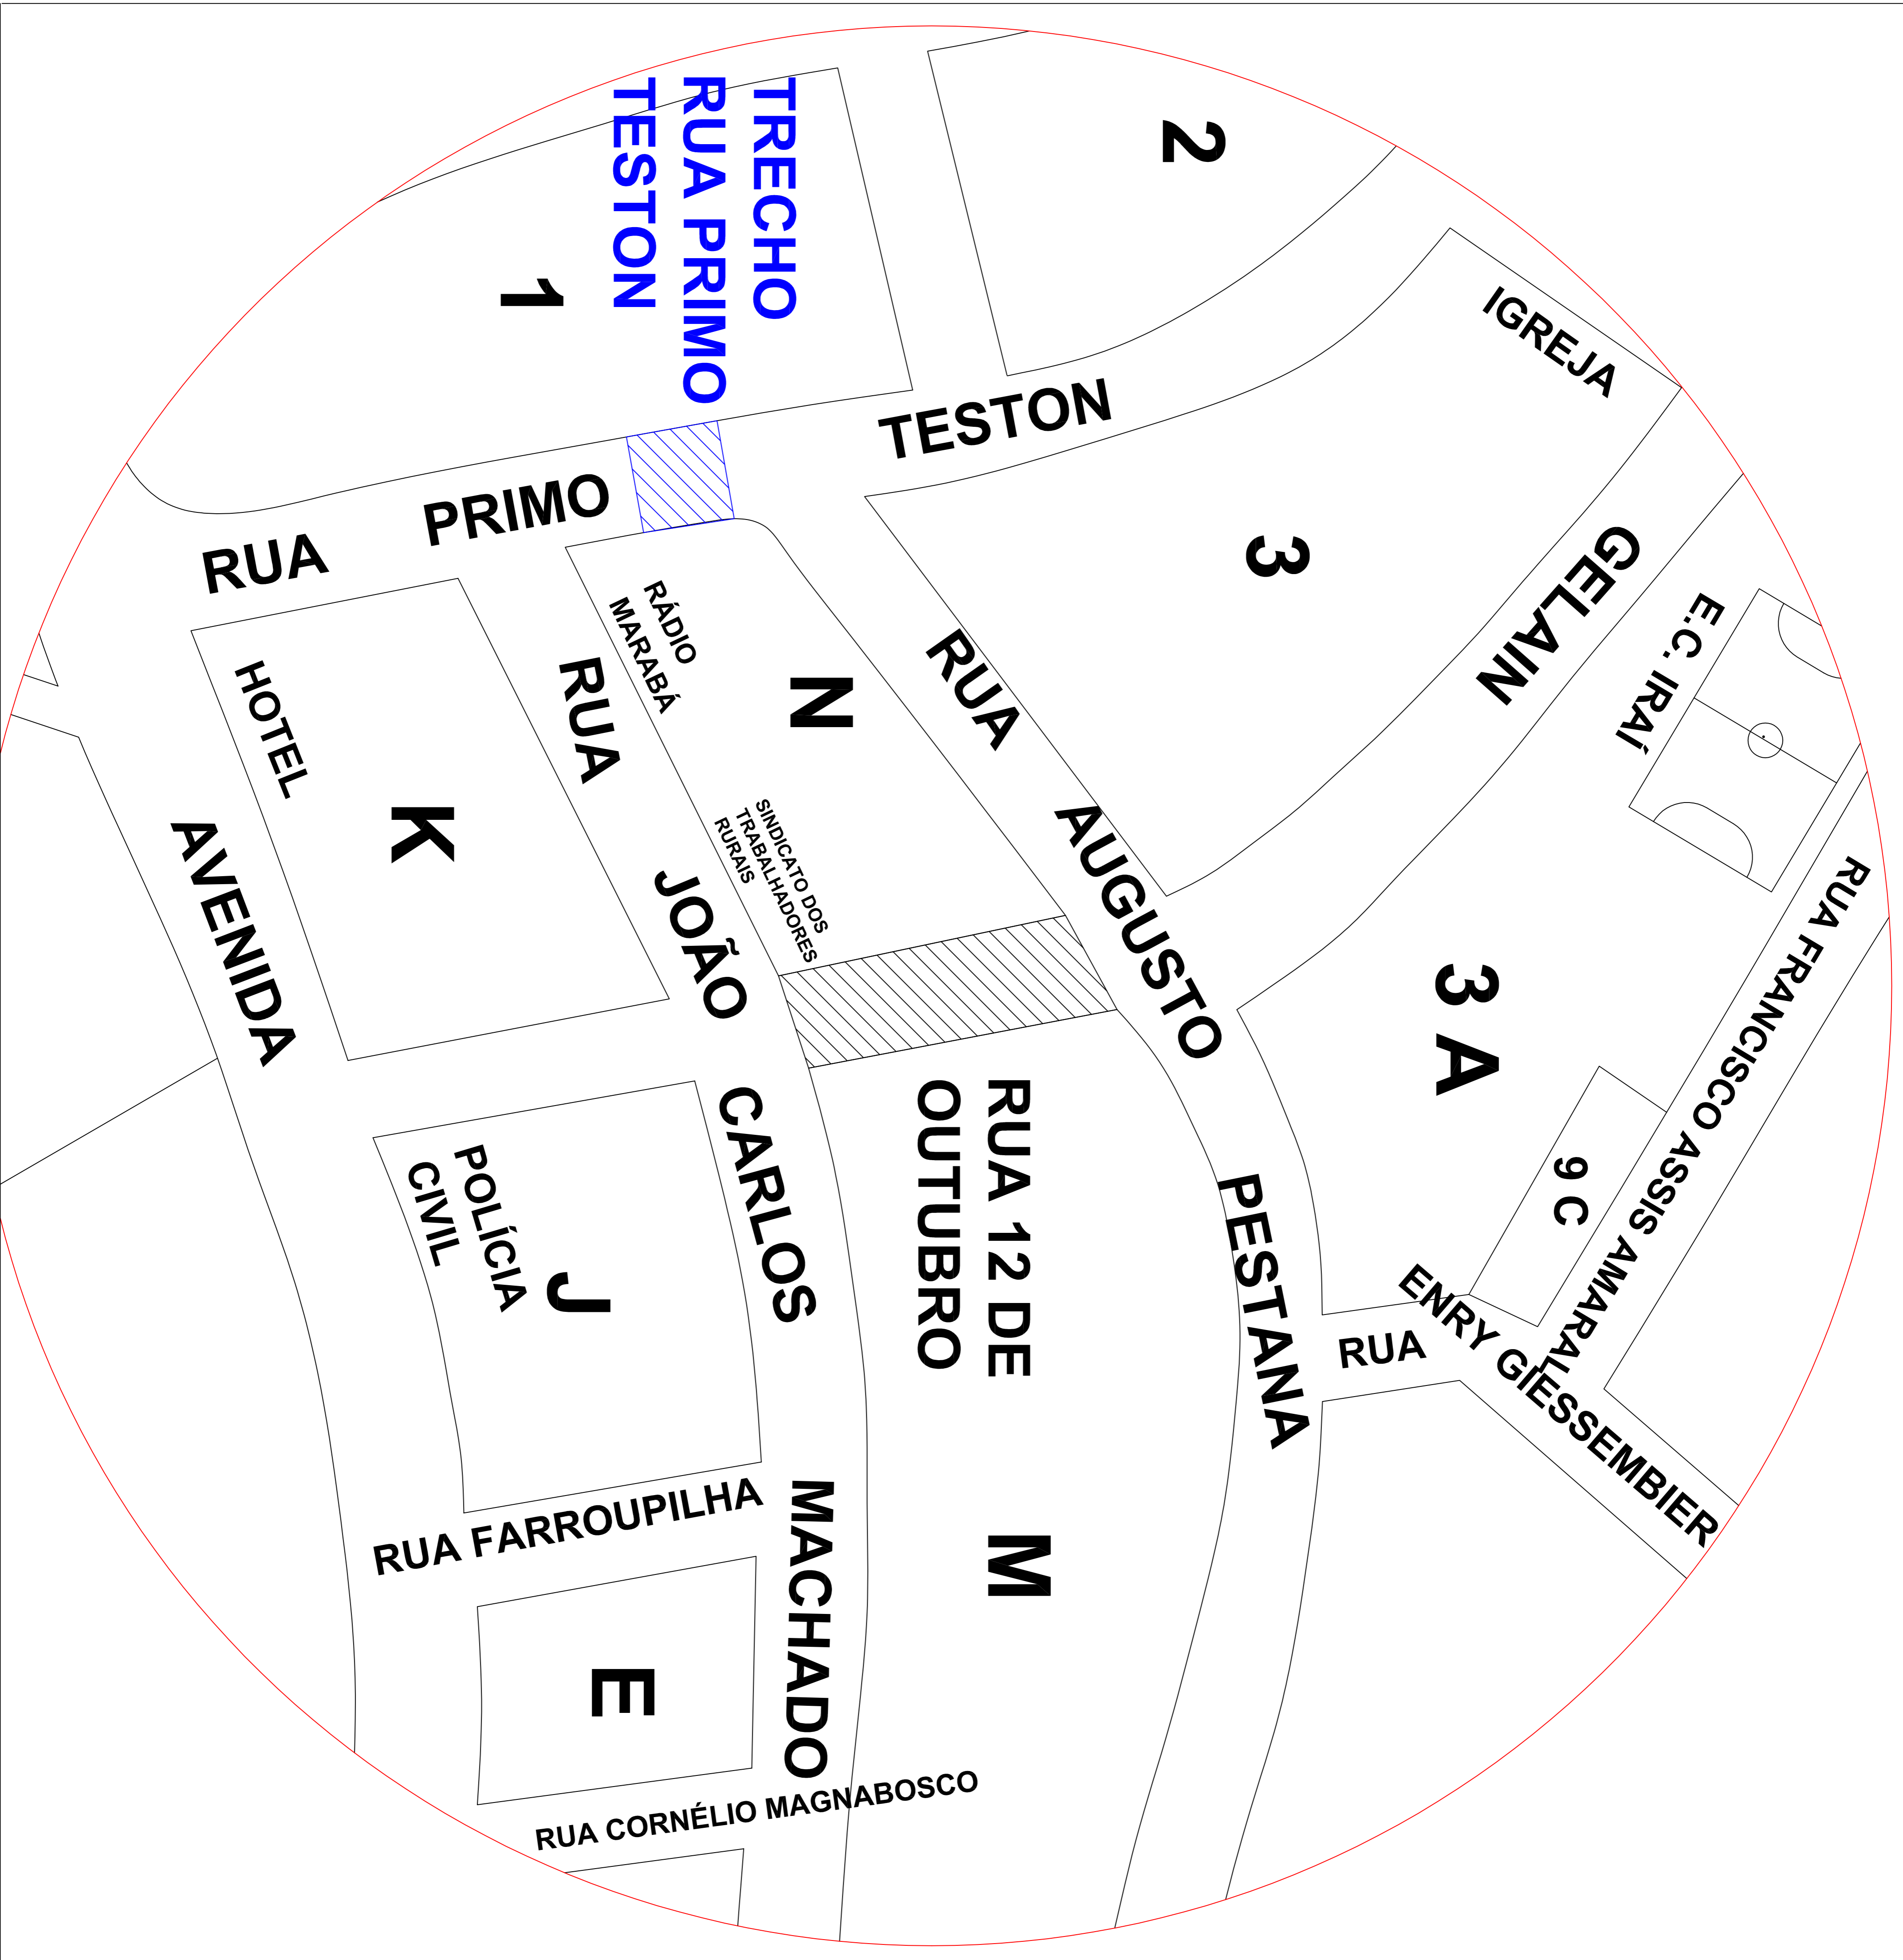 TRECHO
RUA PRIMO
TESTON
2
1
IGREJA
RUA PRIMO TESTON
3
GELAIN
E.C. IRAÍ
RÁDIO
MARABÁ
N
HOTEL
K
AVENIDA
SINDICATO DOS
TRABALHADORES
RURAIS
RUA JOÃO CARLOS MACHADO
RUA AUGUSTO PESTANA
3 A
RUA FRANCISCO ASSIS AMARAL
9 C
RUA 12 DE
OUTUBRO
POLÍCIA
CIVIL
J
RUA ENRY GIESSEMBIER
RUA FARROUPILHA
M
E
RUA CORNÉLIO MAGNABOSCO